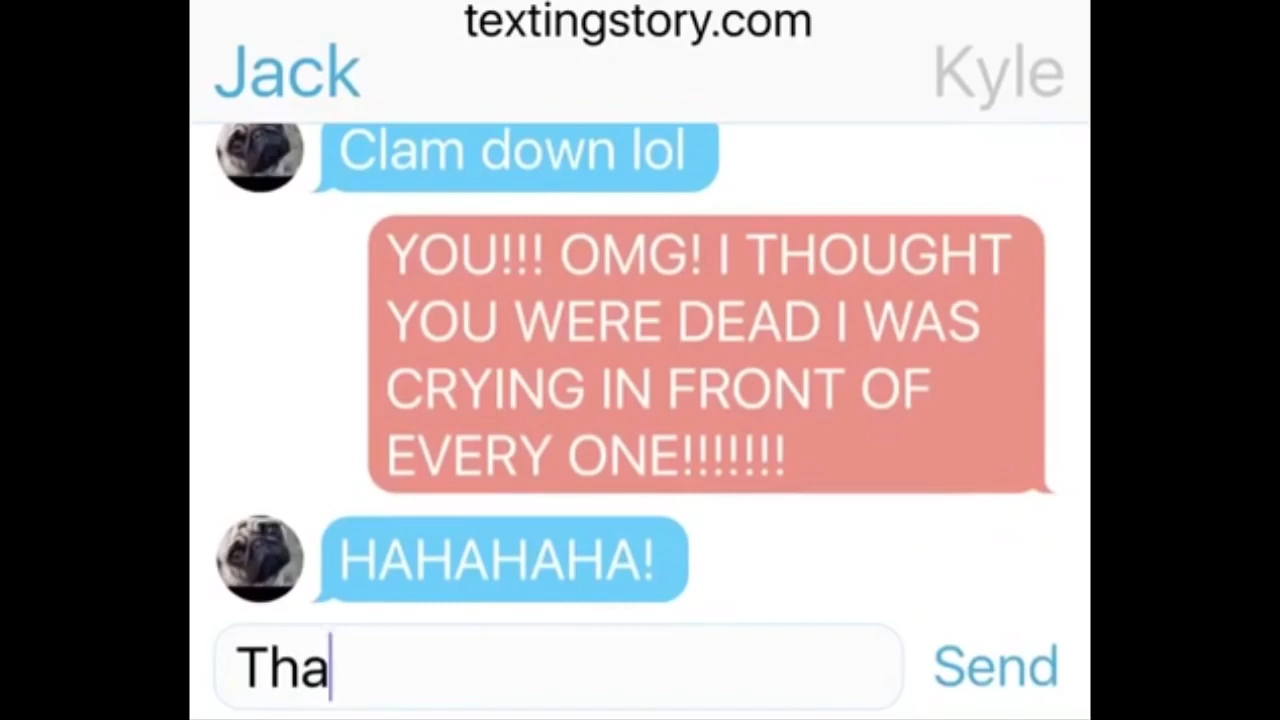 textingstory.com
Jack
Kyle
Clam down lol
YOU!!! OMG! I THOUGHT
YOU WERE DEAD I WAS
CRYING IN FRONT OF
EVERY ONE!!!!!!!
HAHAHAHA!
Tha
Send